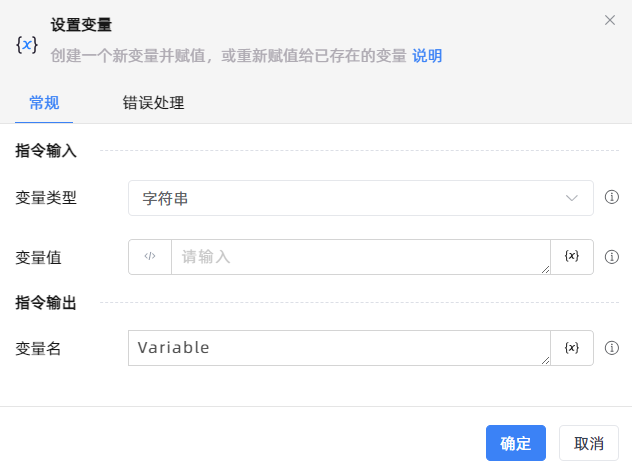 设置变量
{x} 创建一个新变量并赋值，或重新赋值给已存在的变量 说明
常规 错误处理
指令输入
变量类型 字符串
变量值 </> 请输入 {x}
指令输出
变量名 Variable {x}
确定 取消